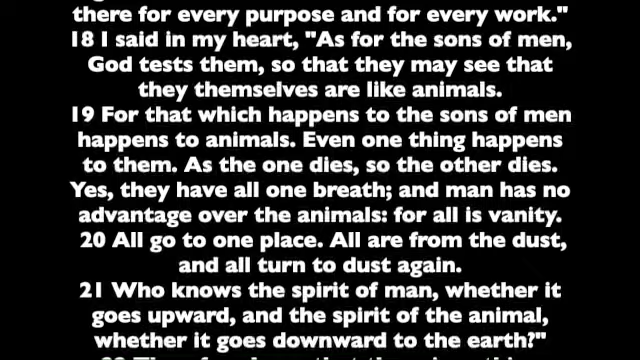 there for every purpose and for every work."
18 I said in my heart, "As for the sons of men,
God tests them, so that they may see that
they themselves are like animals.
19 For that which happens to the sons of men
happens to animals. Even one thing happens
to them. As the one dies, so the other dies.
Yes, they have all one breath; and man has no
advantage over the animals: for all is vanity.
20 All go to one place. All are from the dust,
and all turn to dust again.
21 Who knows the spirit of man, whether it
goes upward, and the spirit of the animal,
whether it goes downward to the earth?"